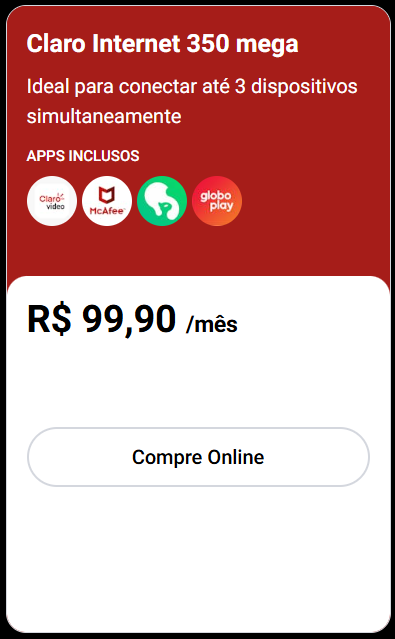 Claro Internet 350 mega
Ideal para conectar até 3 dispositivos
simultaneamente
APPS INCLUSOS
Claro
video
McAfee
globo
play
R$ 99,90 /mês
Compre Online